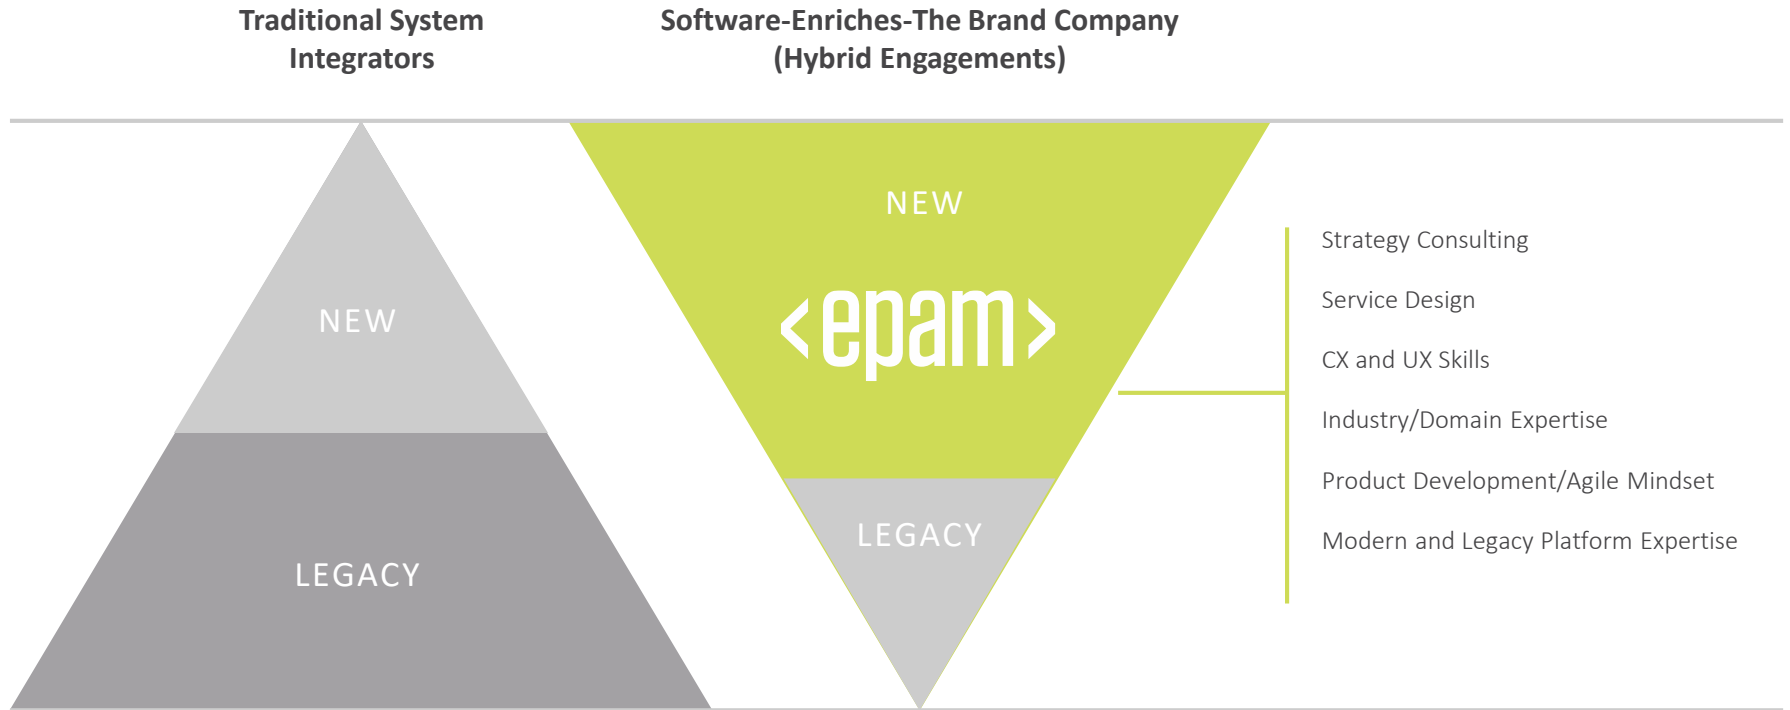 Traditional System
Integrators
Software-Enriches-The Brand Company
(Hybrid Engagements)
NEW
LEGACY
NEW
<epam>
LEGACY
Strategy Consulting
Service Design
CX and UX Skills
Industry/Domain Expertise
Product Development/Agile Mindset
Modern and Legacy Platform Expertise